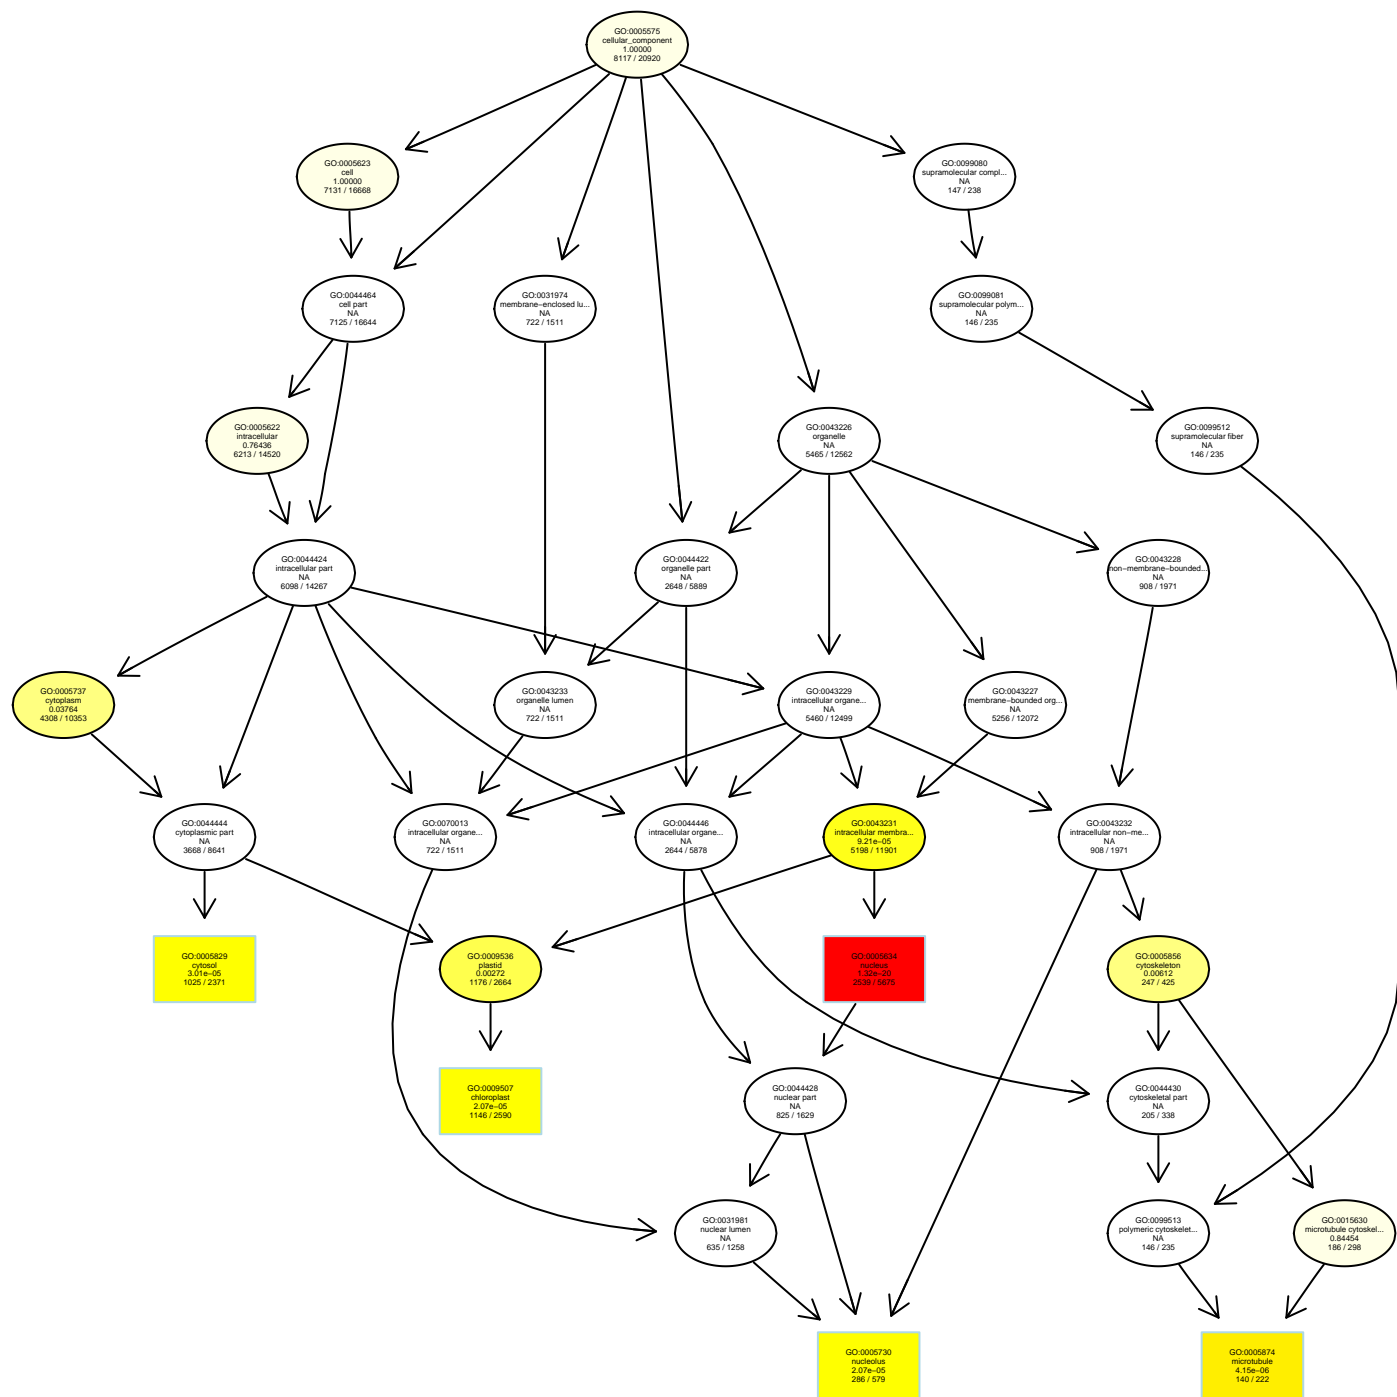 GO:0005575
cellular_component
1.00000
8117 / 20920
GO:0005623
cell
1.00000
7131 / 16668
GO:0099080
supramolecular compl...
NA
147 / 238
GO:0044464
cell part
NA
7125 / 16644
GO:0031974
membrane−enclosed lu...
NA
722 / 1511
GO:0099081
supramolecular polym...
NA
146 / 235
GO:0005622
intracellular
0.76436
6213 / 14520
GO:0043226
organelle
NA
5465 / 12562
GO:0099512
supramolecular fiber
NA
146 / 235
GO:0044424
intracellular part
NA
6098 / 14267
GO:0044422
organelle part
NA
2648 / 5889
GO:0043228
non−membrane−bounded...
NA
908 / 1971
GO:0005737
cytoplasm
0.03764
4308 / 10353
GO:0043233
organelle lumen
NA
722 / 1511
GO:0043229
intracellular organe...
NA
5460 / 12499
GO:0043227
membrane−bounded org...
NA
5256 / 12072
GO:0044444
cytoplasmic part
NA
3668 / 8641
GO:0070013
intracellular organe...
NA
722 / 1511
GO:0044446
intracellular organe...
NA
2644 / 5878
GO:0043231
intracellular membra...
9.21e−05
5198 / 11901
GO:0043232
intracellular non−me...
NA
908 / 1971
GO:0005829
cytosol
3.01e−05
1025 / 2371
GO:0009536
plastid
0.00272
1176 / 2664
GO:0005634
nucleus
1.32e−20
2539 / 5675
GO:0005856
cytoskeleton
0.00612
247 / 425
GO:0009507
chloroplast
2.07e−05
1146 / 2590
GO:0044428
nuclear part
NA
825 / 1629
GO:0044430
cytoskeletal part
NA
205 / 338
GO:0031981
nuclear lumen
NA
635 / 1258
GO:0099513
polymeric cytoskelet...
NA
146 / 235
GO:0015630
microtubule cytoskel...
0.84454
186 / 298
GO:0005730
nucleolus
2.07e−05
286 / 579
GO:0005874
microtubule
4.15e−06
140 / 222